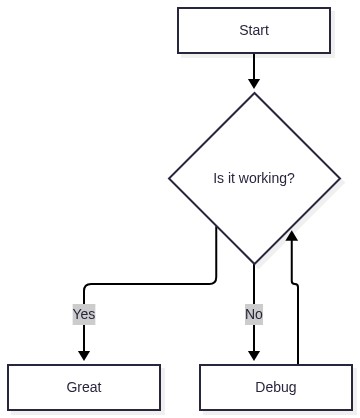 Start
Is it working?
Yes
No
Great
Debug